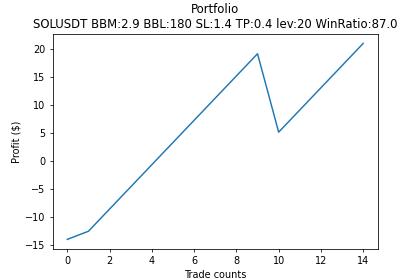 Portfolio
SOLUSDT BBM:2.9 BBL:180 SL:1.4 TP:0.4 lev:20 WinRatio:87.0
20
15
10
5
0
−5
−10
−15
Profit ($)
0 2 4 6 8 10 12 14
Trade counts